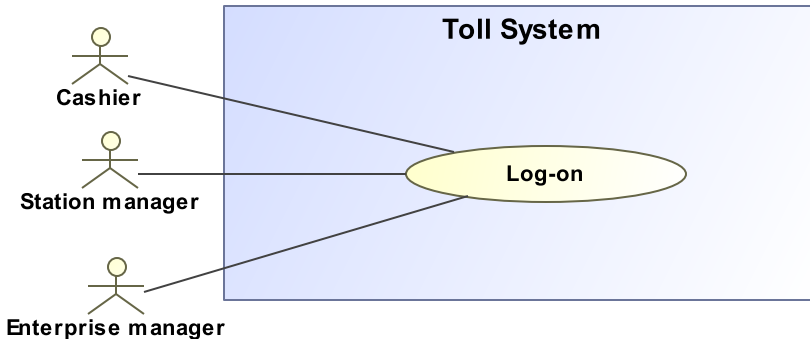 Toll System
Cashier
Log-on
Station manager
Enterprise manager